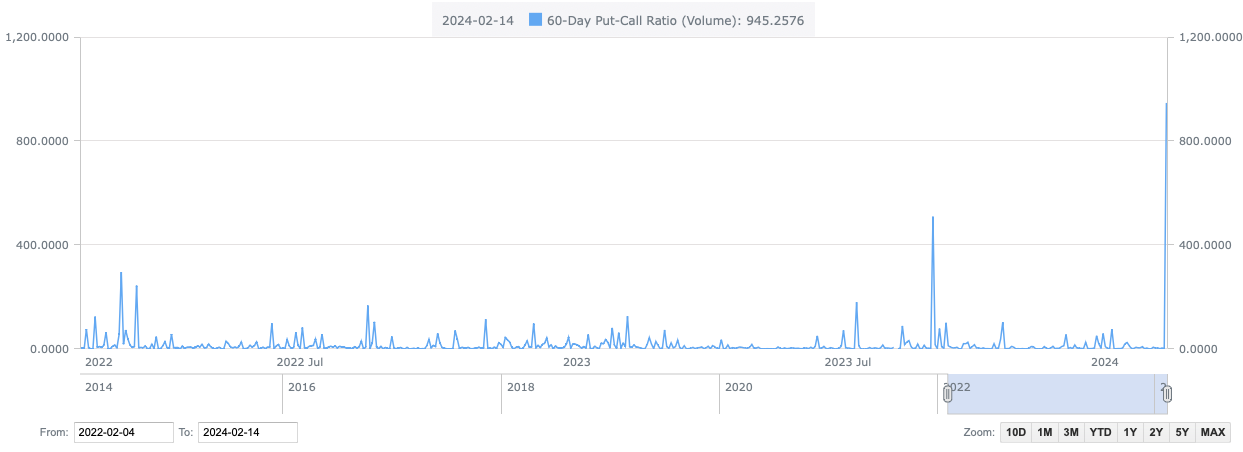 2024-02-14 60-Day Put-Call Ratio (Volume): 945.2576
1,200.0000 1,200.0000
800.0000 800.0000
400.0000 400.0000
0.0000 0.0000
2022 2022 Jul 2023 2023 Jul 2024
2014 2016 2018 2020 2022
From: 2022-02-04 To: 2024-02-14 Zoom: 10D 1M 3M YTD 1Y 2Y 5Y MAX